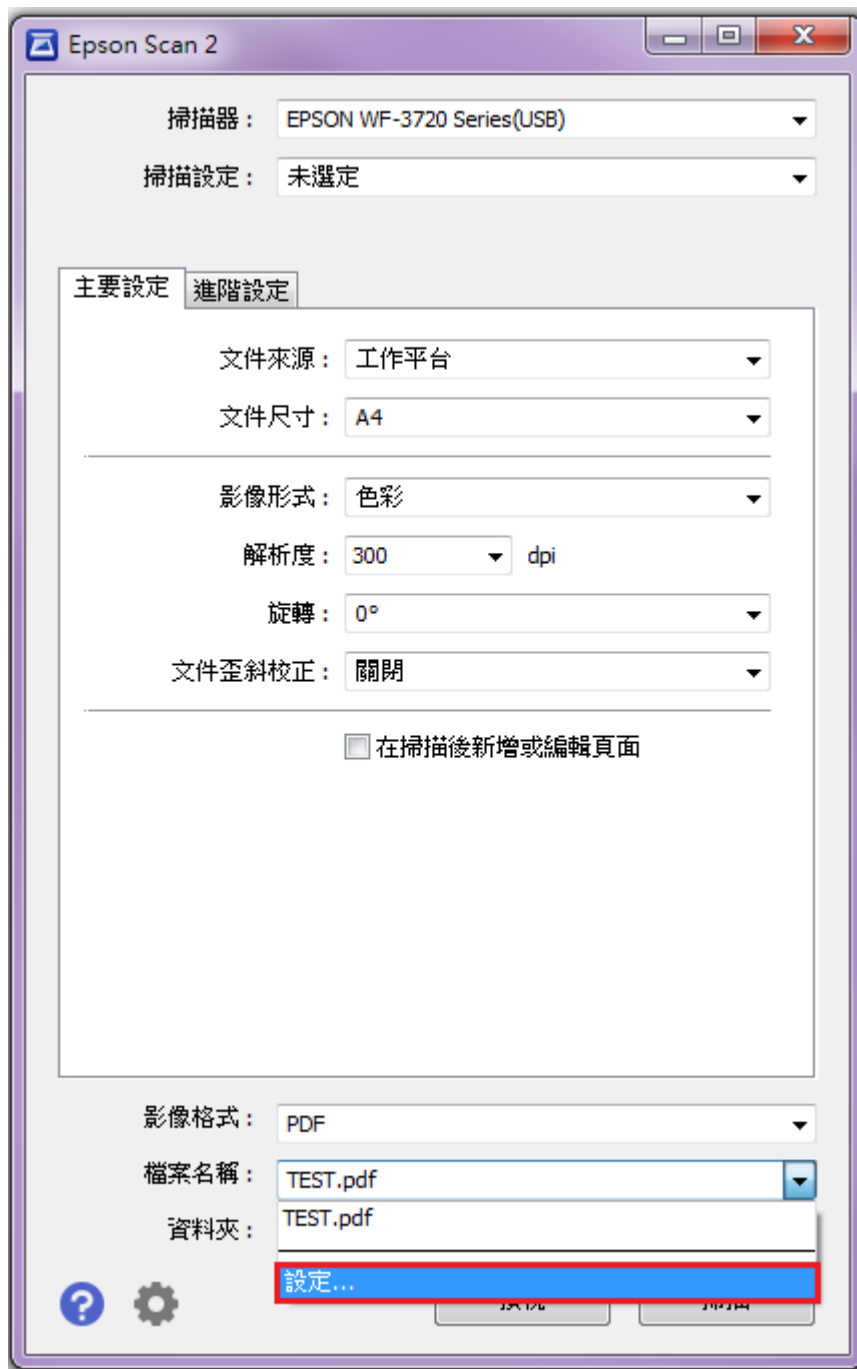 Epson Scan 2
掃描器： EPSON WF-3720 Series(USB)
掃描設定： 未選定
主要設定 進階設定
文件來源： 工作平台
文件尺寸： A4
影像形式： 色彩
解析度： 300 dpi
旋轉： 0°
文件歪斜校正： 關閉
在掃描後新增或編輯頁面
影像格式： PDF
檔案名稱： TEST.pdf
TEST.pdf
資料夾：
設定...